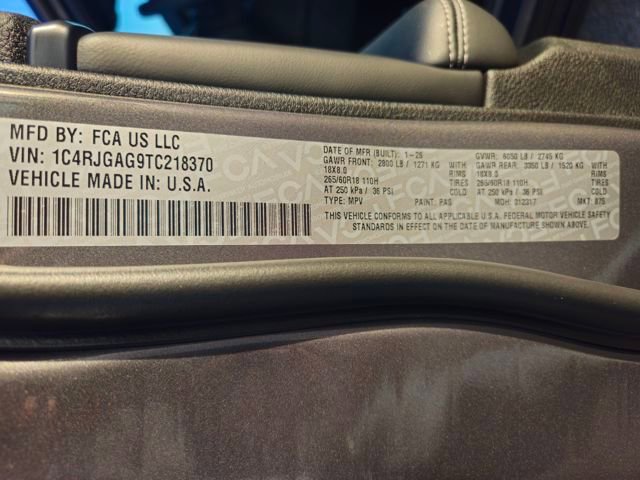 MFD BY: FCA US LLC
VIN: 1C4RJGAG9TC218370
VEHICLE MADE IN: U.S.A.
DATE OF MFR (BUILT): 1-26
GVWR: 6050 LB / 2745 KG
GAWR FRONT: 2800 LB / 1271 KG WITH
GAWR REAR: 3350 LB / 1520 KG WITH
18X8.0 RIMS
18X8.0 RIMS
265/60R18 110H TIRES
265/60R18 110H TIRES
AT 250 kPa / 36 PSI COLD
AT 250 kPa / 36 PSI COLD
TYPE: MPV PAINT: PAS MDH: 012317 MKT: 87S
THIS VEHICLE CONFORMS TO ALL APPLICABLE U.S.A. FEDERAL MOTOR VEHICLE SAFETY
STANDARDS IN EFFECT ON THE DATE OF MANUFACTURE SHOWN ABOVE.